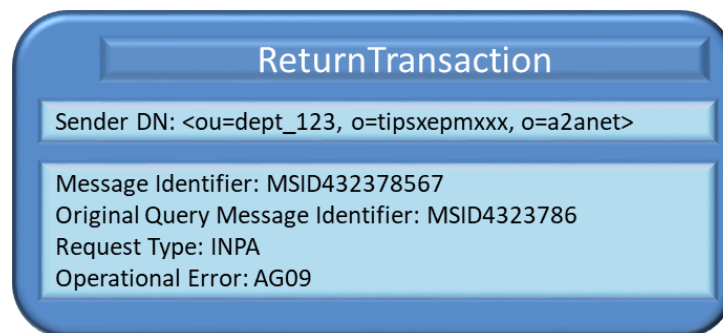 ReturnTransaction
Sender DN: <ou=dept_123, o=tipsxepmxxx, o=a2anet>
Message Identifier: MSID432378567
Original Query Message Identifier: MSID4323786
Request Type: INPA
Operational Error: AG09